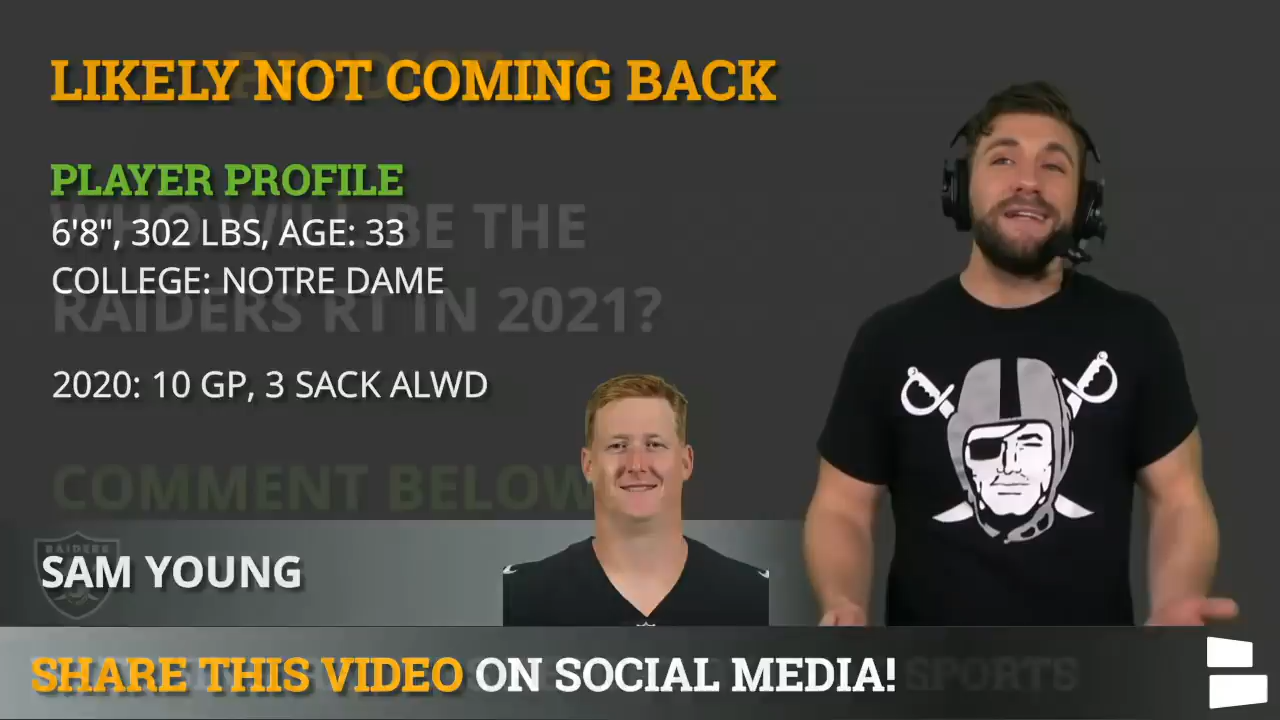 LIKELY NOT COMING BACK
PLAYER PROFILE
6'8", 302 LBS, AGE: 33
WHO WILL BE THE
COLLEGE: NOTRE DAME
RAIDERS RT IN 2021?
2020: 10 GP, 3 SACK ALWD
COMMENT BELOW
RAIDERS
SAM YOUNG
SHARE THIS VIDEO ON SOCIAL MEDIA!
SPORTS